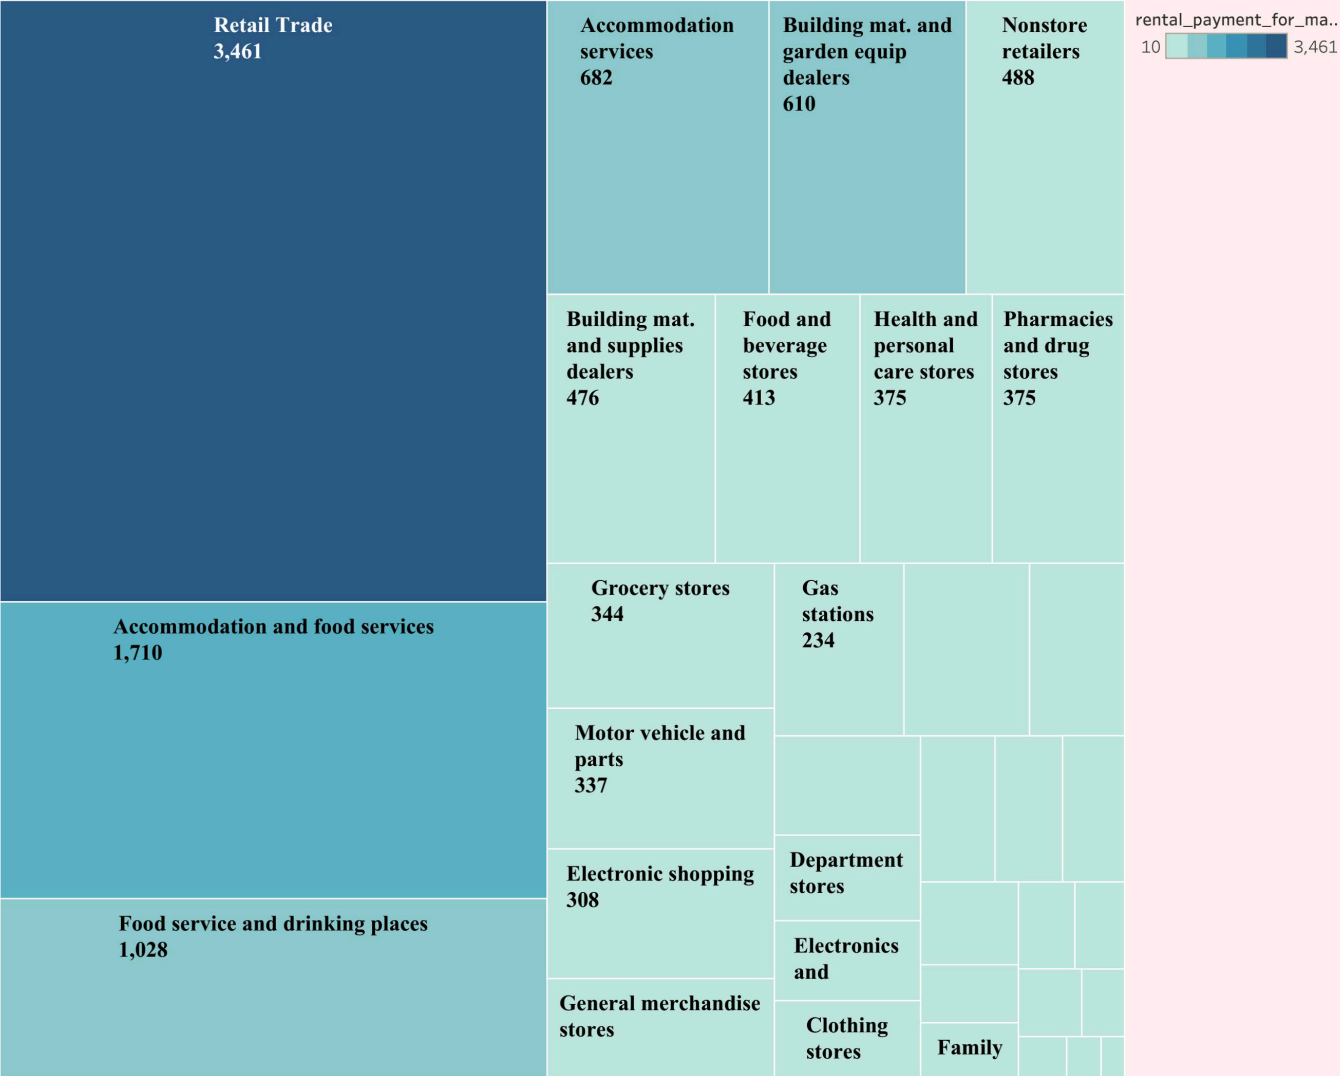 Retail Trade
3,461
Accommodation
services
682
Building mat. and
garden equip
dealers
610
Nonstore
retailers
488
rental_payment_for_ma..
10
3,461
Building mat.
and supplies
dealers
476
Food and
beverage
stores
413
Health and
personal
care stores
375
Pharmacies
and drug
stores
375
Accommodation and food services
1,710
Grocery stores
344
Gas
stations
234
Motor vehicle and
parts
337
Electronic shopping
308
Department
stores
Food service and drinking places
1,028
Electronics
and
General merchandise
stores
Clothing
stores
Family